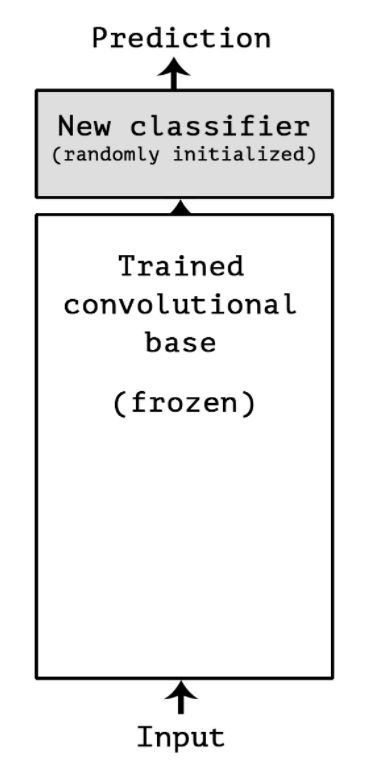 Prediction
New classifier
(randomly initialized)
Trained
convolutional
base
(frozen)
Input